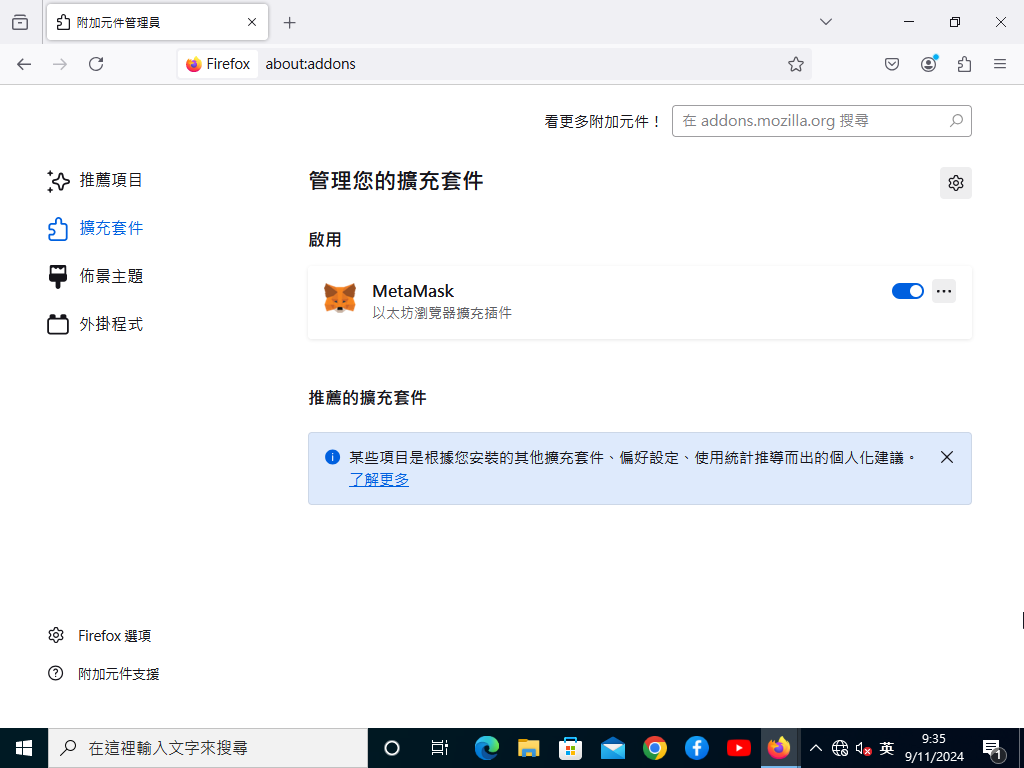 附加元件管理員
Firefox about:addons
看更多附加元件！ 在 addons.mozilla.org 搜尋
推薦項目
擴充套件
佈景主題
外掛程式
管理您的擴充套件
啟用
MetaMask
以太坊瀏覽器擴充插件
推薦的擴充套件
某些項目是根據您安裝的其他擴充套件、偏好設定、使用統計推導而出的個人化建議。
了解更多
Firefox 選項
附加元件支援
在這裡輸入文字來搜尋
英
9:35
9/11/2024
1